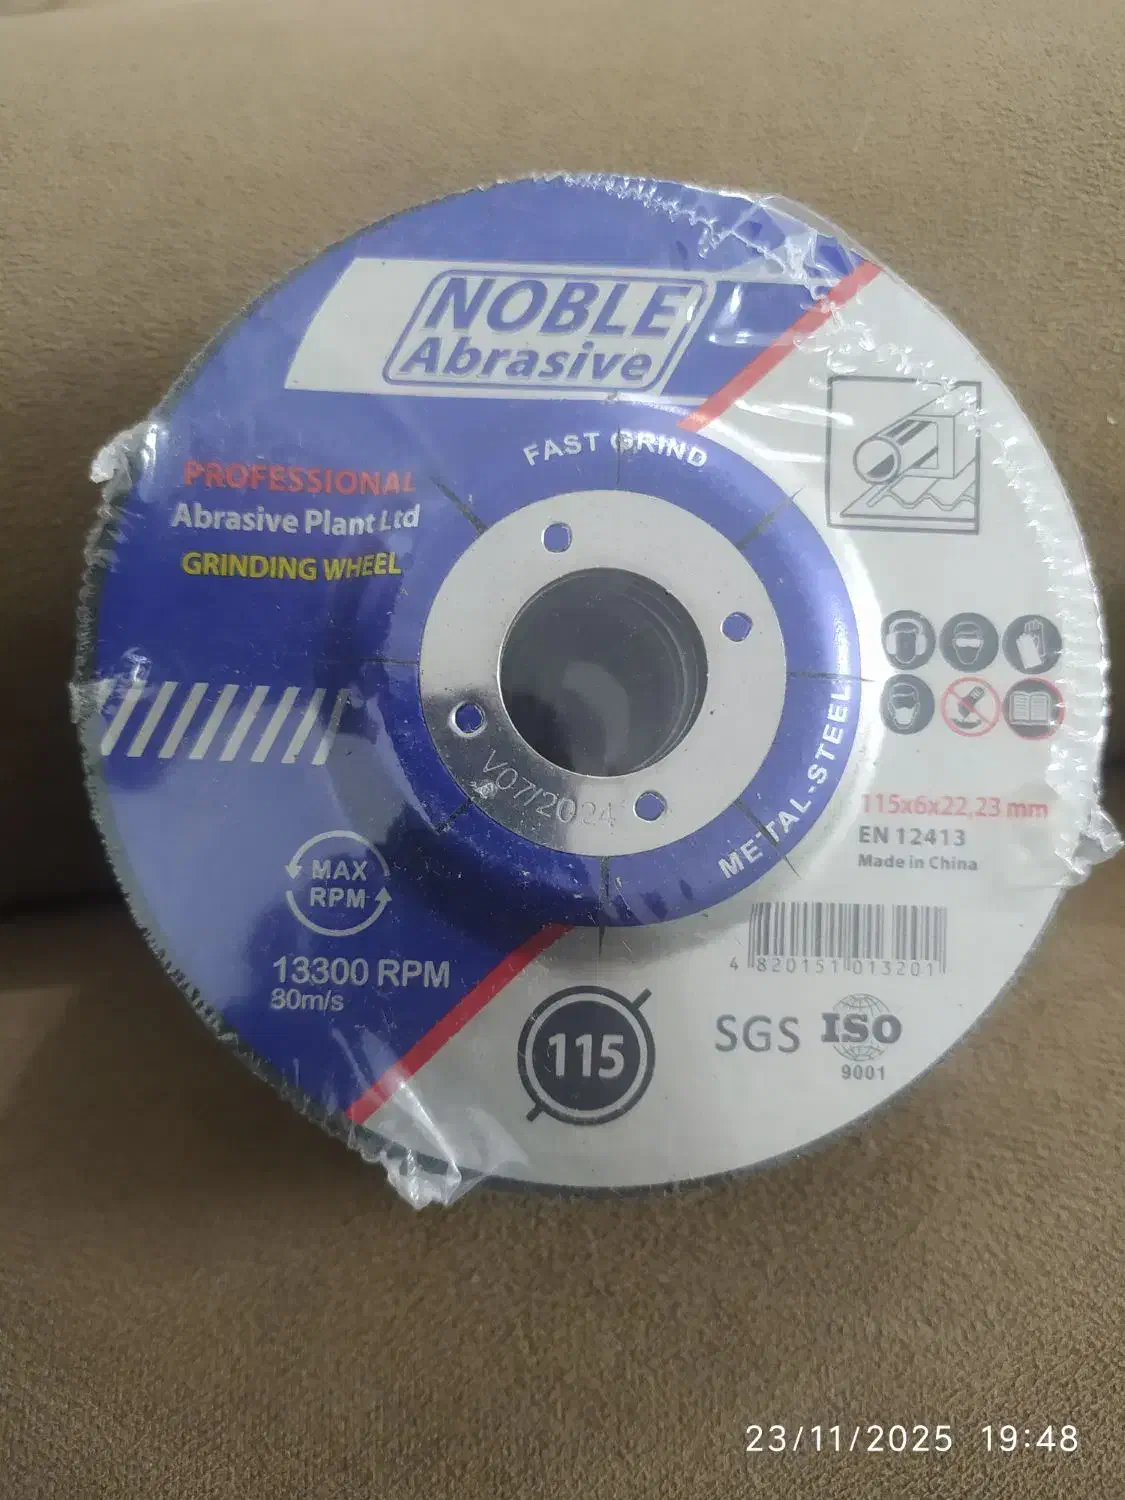 NOBLE
Abrasive
FAST GRIND
PROFESSIONAL
Abrasive Plant Ltd
GRINDING WHEEL
METAL-STEEL
V07/2024
115x6x22,23 mm
EN 12413
Made in China
MAX
RPM
13300 RPM
80m/s
4 820151 013201
115
SGS ISO
9001
23/11/2025 19:48